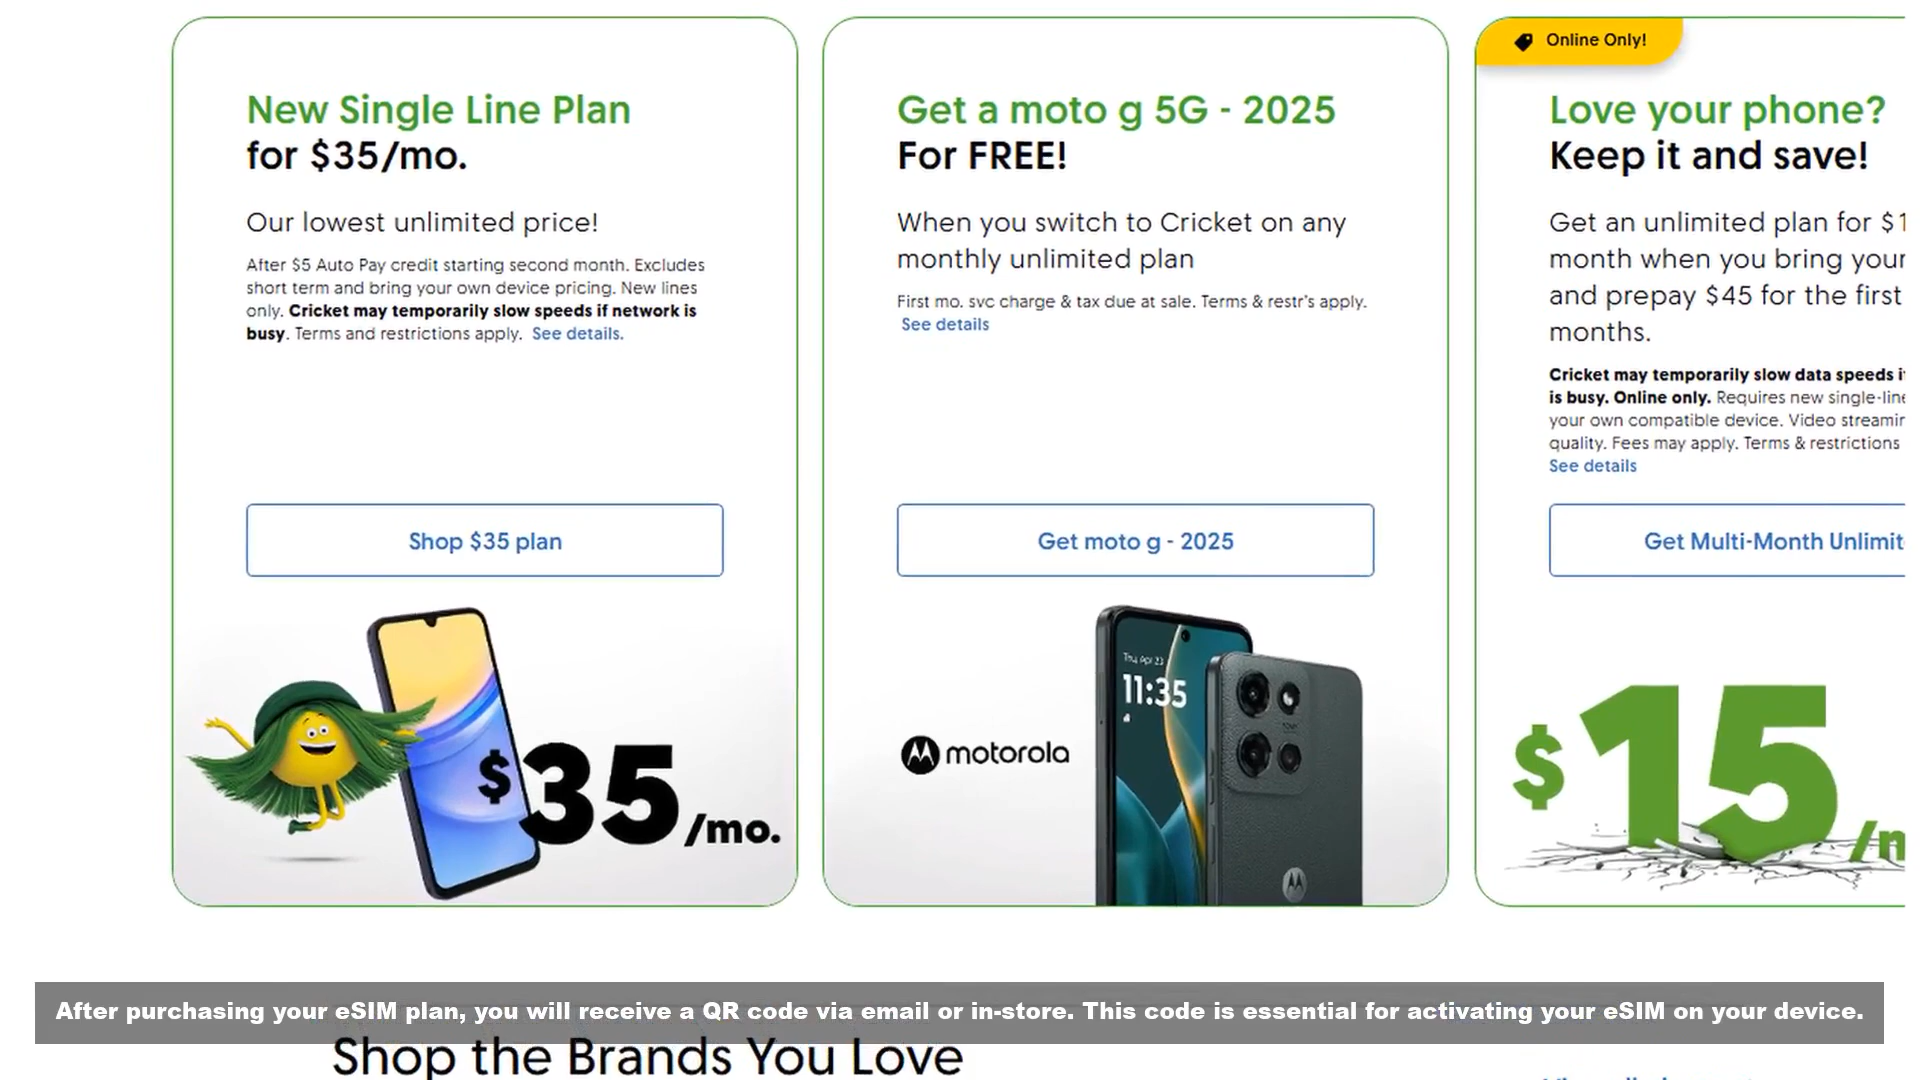 New Single Line Plan
for $35/mo.
Our lowest unlimited price!
After $5 Auto Pay credit starting second month. Excludes
short term and bring your own device pricing. New lines
only. Cricket may temporarily slow speeds if network is
busy. Terms and restrictions apply. See details.
Shop $35 plan
$35/mo.
Get a moto g 5G - 2025
For FREE!
When you switch to Cricket on any
monthly unlimited plan
First mo. svc charge & tax due at sale. Terms & restr's apply.
See details
Get moto g - 2025
motorola
Thu, Apr 23
11:35
Online Only!
Love your phone?
Keep it and save!
Get an unlimited plan for $1
month when you bring your
and prepay $45 for the first
months.
Cricket may temporarily slow data speeds if
is busy. Online only. Requires new single-line
your own compatible device. Video streamin
quality. Fees may apply. Terms & restrictions
See details
Get Multi-Month Unlimit
$15/m
After purchasing your eSIM plan, you will receive a QR code via email or in-store. This code is essential for activating your eSIM on your device.
Shop the Brands You Love